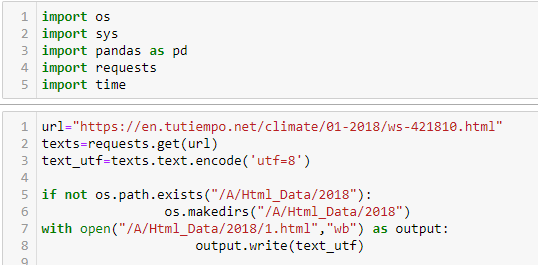 1 import os
2 import sys
3 import pandas as pd
4 import requests
5 import time
1 url="https://en.tutiempo.net/climate/01-2018/ws-421810.html"
2 texts=requests.get(url)
3 text_utf=texts.text.encode('utf=8')
4
5 if not os.path.exists("/A/Html_Data/2018"):
6 os.makedirs("/A/Html_Data/2018")
7 with open("/A/Html_Data/2018/1.html","wb") as output:
8 output.write(text_utf)
9